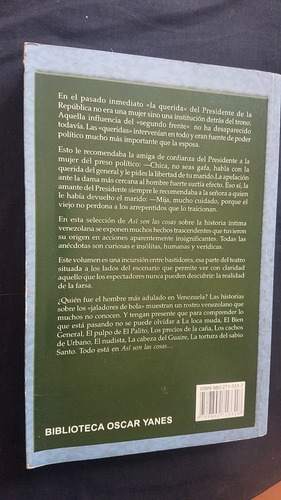 En el pasado inmediato «la querida» del Presidente de la
República no era una mujer sino una institución detrás del trono.
Aquella influencia del «segundo frente» no ha desaparecido
todavía. Las «queridas» intervenían en todo y eran fuente de poder
político mucho más importante que la esposa.
Esto le recomendaba la amiga de confianza del Presidente a la
mujer del preso político: —Chica, no seas gafa, habla con la
querida del general y le pides la libertad de tu marido. La apelación
ante la dama más cercana al hombre fuerte surtía efecto. Eso sí, la
amante del Presidente siempre le recomendaba a la señora a quien
le había devuelto el marido: —Mija, mucho cuidado, porque el
viejo no perdona a los arrepentidos que lo traicionan.
En esta selección de Así son las cosas sobre la historia íntima
venezolana se exponen muchos hechos trascendentes que tuvieron
su origen en acciones aparentemente insignificantes. Todas las
anécdotas son curiosas e insólitas, humanas y verídicas.
Este volumen es una incursión entre bastidores, esa parte del teatro
situada a los lados del escenario que permite ver con claridad
aquello que los espectadores nunca pueden descubrir: la realidad de
la farsa.
¿Quién fue el hombre más adulado en Venezuela? Las historias
sobre los «jaladores de bola» muestran un rostro venezolano que
muchos no conocen. Y tengan presente que para comprender lo
que está pasando no se puede olvidar a La loca muda, El Bien
General, El pulpo de El Palito, Los precios de la caña, Los cachos
de Urbano, El nudista, La cabeza del Guaire, La tortura del sabio
Santo. Todo está en Así son las cosas...
BIBLIOTECA OSCAR YANES